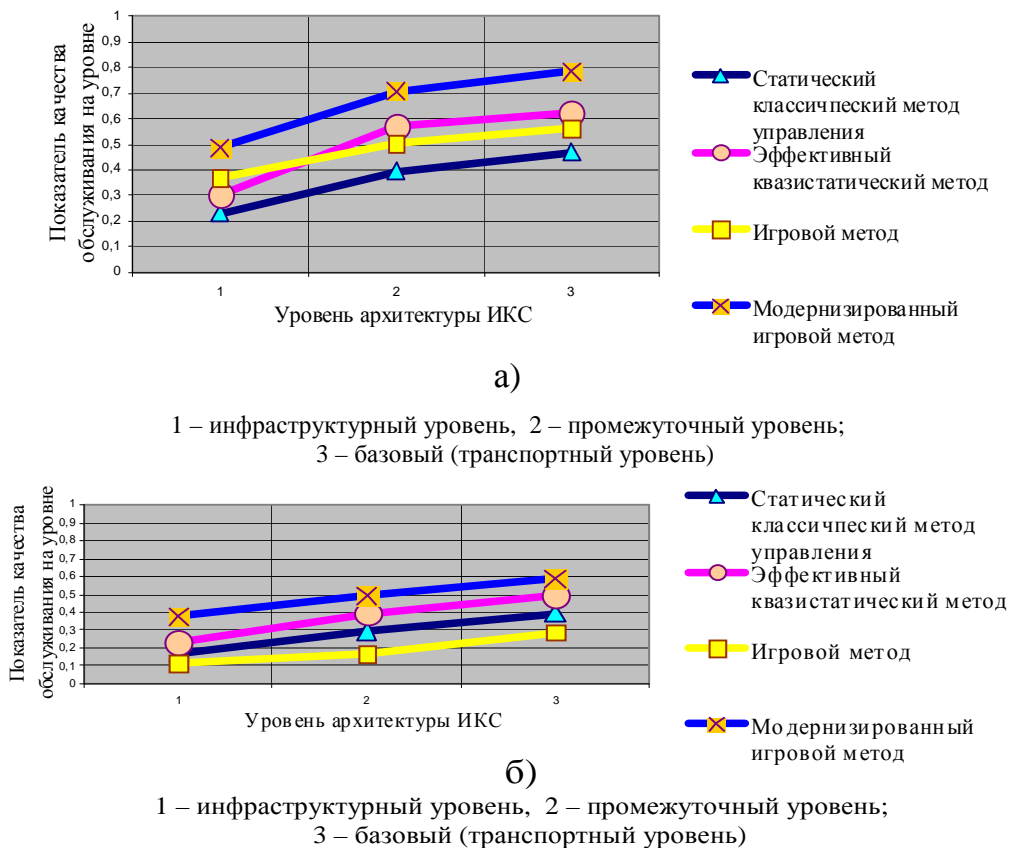 Показатель качества
обслуживания на уровне
1
0,9
0,8
0,7
0,6
0,5
0,4
0,3
0,2
0,1
0
1
2
3
Уровень архитектуры ИКС
Статический
классичпеский метод
управления
Эффективный
квазистатический метод
Игровой метод
Модернизированный
игровой метод
а)
1 – инфраструктурный уровень, 2 – промежуточный уровень;
3 – базовый (транспортный уровень)
Показатель качества
обслуживания на уровне
1
0,9
0,8
0,7
0,6
0,5
0,4
0,3
0,2
0,1
0
1
2
3
Уровень архитектуры ИКС
Статический
классичпеский метод
управления
Эффективный
квазистатический метод
Игровой метод
Модернизированный
игровой метод
б)
1 – инфраструктурный уровень, 2 – промежуточный уровень;
3 – базовый (транспортный уровень)